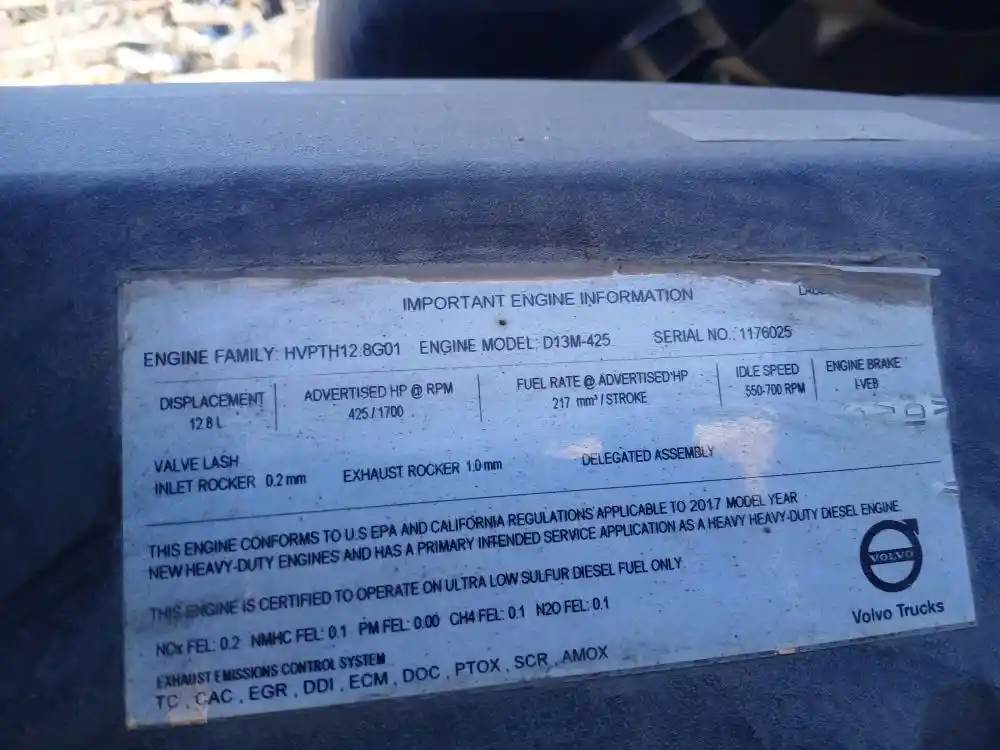 IMPORTANT ENGINE INFORMATION
ENGINE FAMILY: HVPTH12.8G01 ENGINE MODEL: D13M-425 SERIAL NO.: 1176025
DISPLACEMENT ADVERTISED HP @ RPM FUEL RATE @ ADVERTISED HP IDLE SPEED ENGINE BRAKE
12.8 L 425 / 1700 217 mm³ / STROKE 550-700 RPM I-VEB
VALVE LASH
INLET ROCKER 0.2 mm EXHAUST ROCKER 1.0 mm DELEGATED ASSEMBLY
THIS ENGINE CONFORMS TO U.S EPA AND CALIFORNIA REGULATIONS APPLICABLE TO 2017 MODEL YEAR
NEW HEAVY-DUTY ENGINES AND HAS A PRIMARY INTENDED SERVICE APPLICATION AS A HEAVY HEAVY-DUTY DIESEL ENGINE.
THIS ENGINE IS CERTIFIED TO OPERATE ON ULTRA LOW SULFUR DIESEL FUEL ONLY
VOLVO
Volvo Trucks
NOx FEL: 0.2 NMHC FEL: 0.1 PM FEL: 0.00 CH4 FEL: 0.1 N2O FEL: 0.1
EXHAUST EMISSIONS CONTROL SYSTEM
TC , CAC , EGR , DDI , ECM , DOC , PTOX , SCR , AMOX